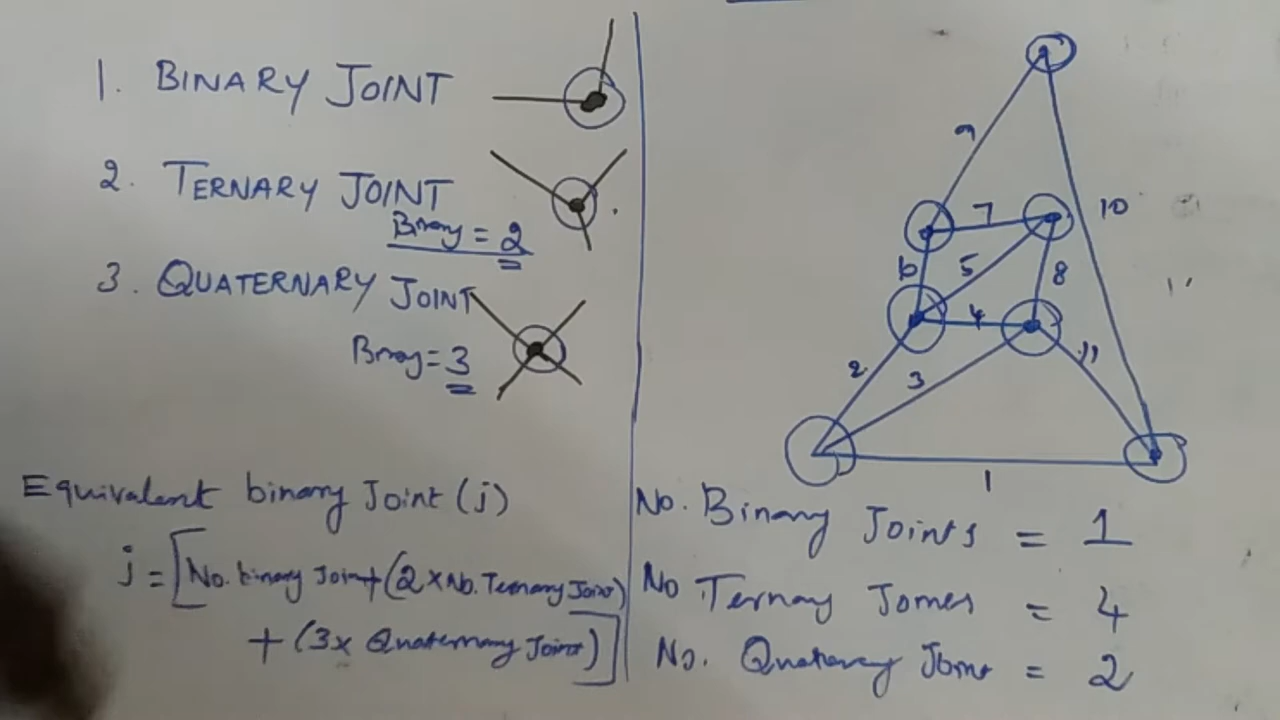 1. BINARY JOINT
2. TERNARY JOINT
Binary = 2
3. QUATERNARY JOINT
Binary = 3
Equivalent binary Joint (j)
j = [No. binary Joint + (2 × No. Ternary Joint)
+ (3 x Quaternary Joint)]
9
10
7
6
5
8
4
2
3
11
1
11
No. Binary Joints = 1
No. Ternary = 4
No. Quaternary Joint = 2